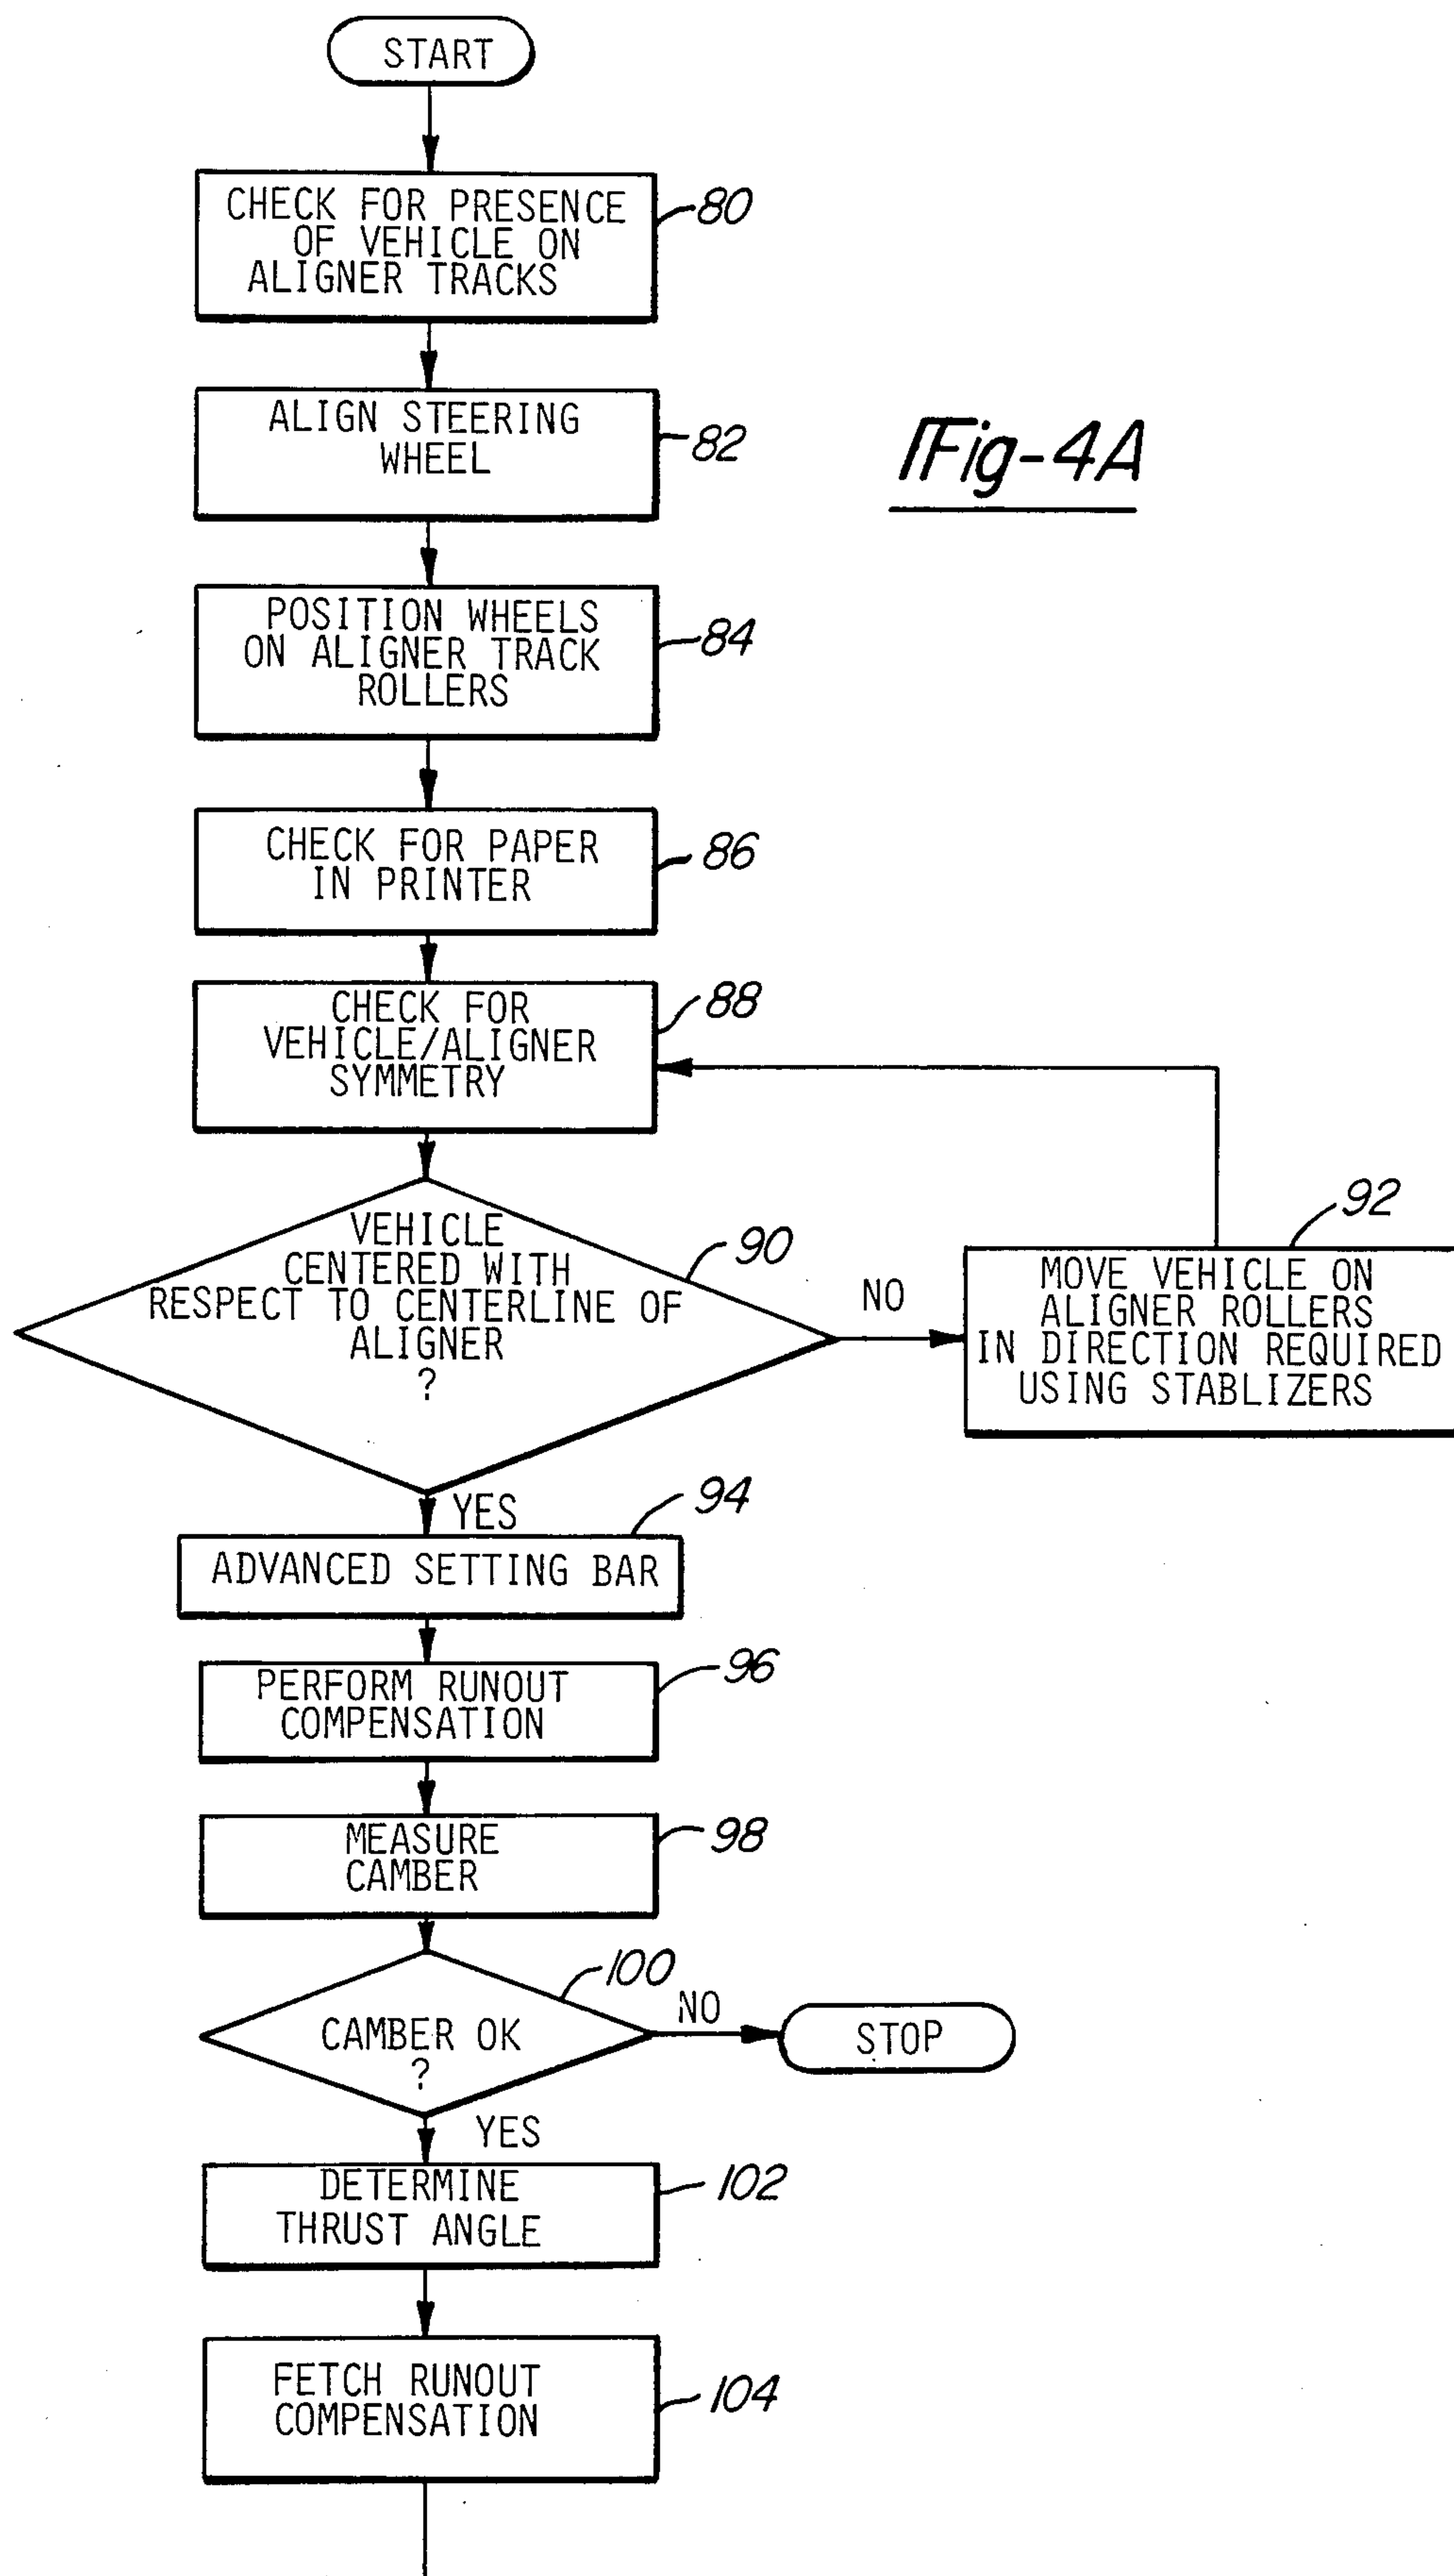 START
CHECK FOR PRESENCE
OF VEHICLE ON
ALIGNER TRACKS
80
ALIGN STEERING
WHEEL
82
Fig-4A
POSITION WHEELS
ON ALIGNER TRACK
ROLLERS
84
CHECK FOR PAPER
IN PRINTER
86
CHECK FOR
VEHICLE/ALIGNER
SYMMETRY
88
VEHICLE
CENTERED WITH
RESPECT TO CENTERLINE OF
ALIGNER
?
90
NO
92
MOVE VEHICLE ON
ALIGNER ROLLERS
IN DIRECTION REQUIRED
USING STABLIZERS
YES
94
ADVANCED SETTING BAR
PERFORM RUNOUT
COMPENSATION
96
MEASURE
CAMBER
98
100
CAMBER OK
?
NO
STOP
YES
DETERMINE
THRUST ANGLE
102
FETCH RUNOUT
COMPENSATION
104